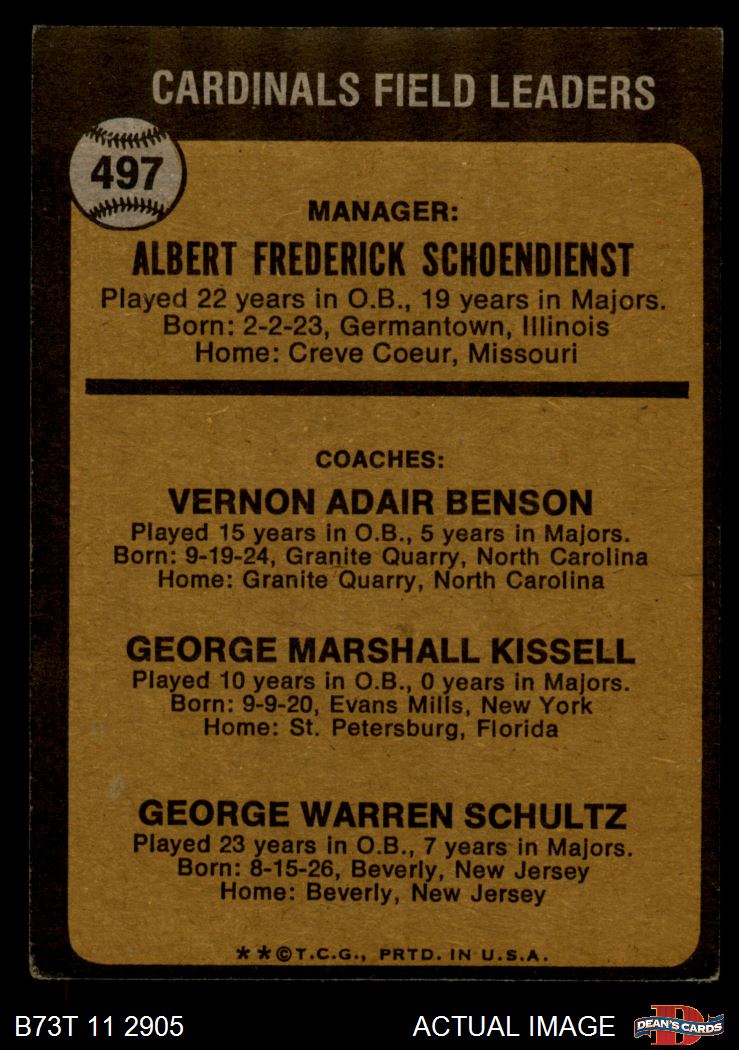 CARDINALS FIELD LEADERS
497
MANAGER:
ALBERT FREDERICK SCHOENDIENST
Played 22 years in O.B., 19 years in Majors.
Born: 2-2-23, Germantown, Illinois
Home: Creve Coeur, Missouri
COACHES:
VERNON ADAIR BENSON
Played 15 years in O.B., 5 years in Majors.
Born: 9-19-24, Granite Quarry, North Carolina
Home: Granite Quarry, North Carolina
GEORGE MARSHALL KISSELL
Played 10 years in O.B., 0 years in Majors.
Born: 9-9-20, Evans Mills, New York
Home: St. Petersburg, Florida
GEORGE WARREN SCHULTZ
Played 23 years in O.B., 7 years in Majors.
Born: 8-15-26, Beverly, New Jersey
Home: Beverly, New Jersey
**©T.C.G., PRTD. IN U.S.A.
B73T 11 2905 ACTUAL IMAGE D DEAN'S CARDS